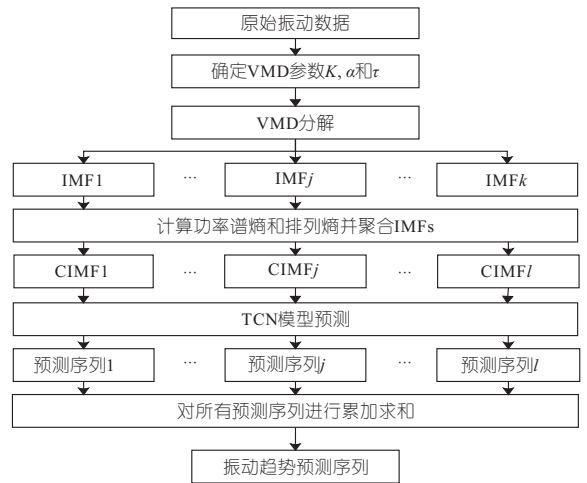 原始振动数据
确定VMD参数K, α和τ
VMD分解
IMF1 … IMFj … IMFk
计算功率谱熵和排列熵并聚合IMFs
CIMF1 … CIMFj … CIMFl
TCN模型预测
预测序列1 … 预测序列j … 预测序列l
对所有预测序列进行累加求和
振动趋势预测序列